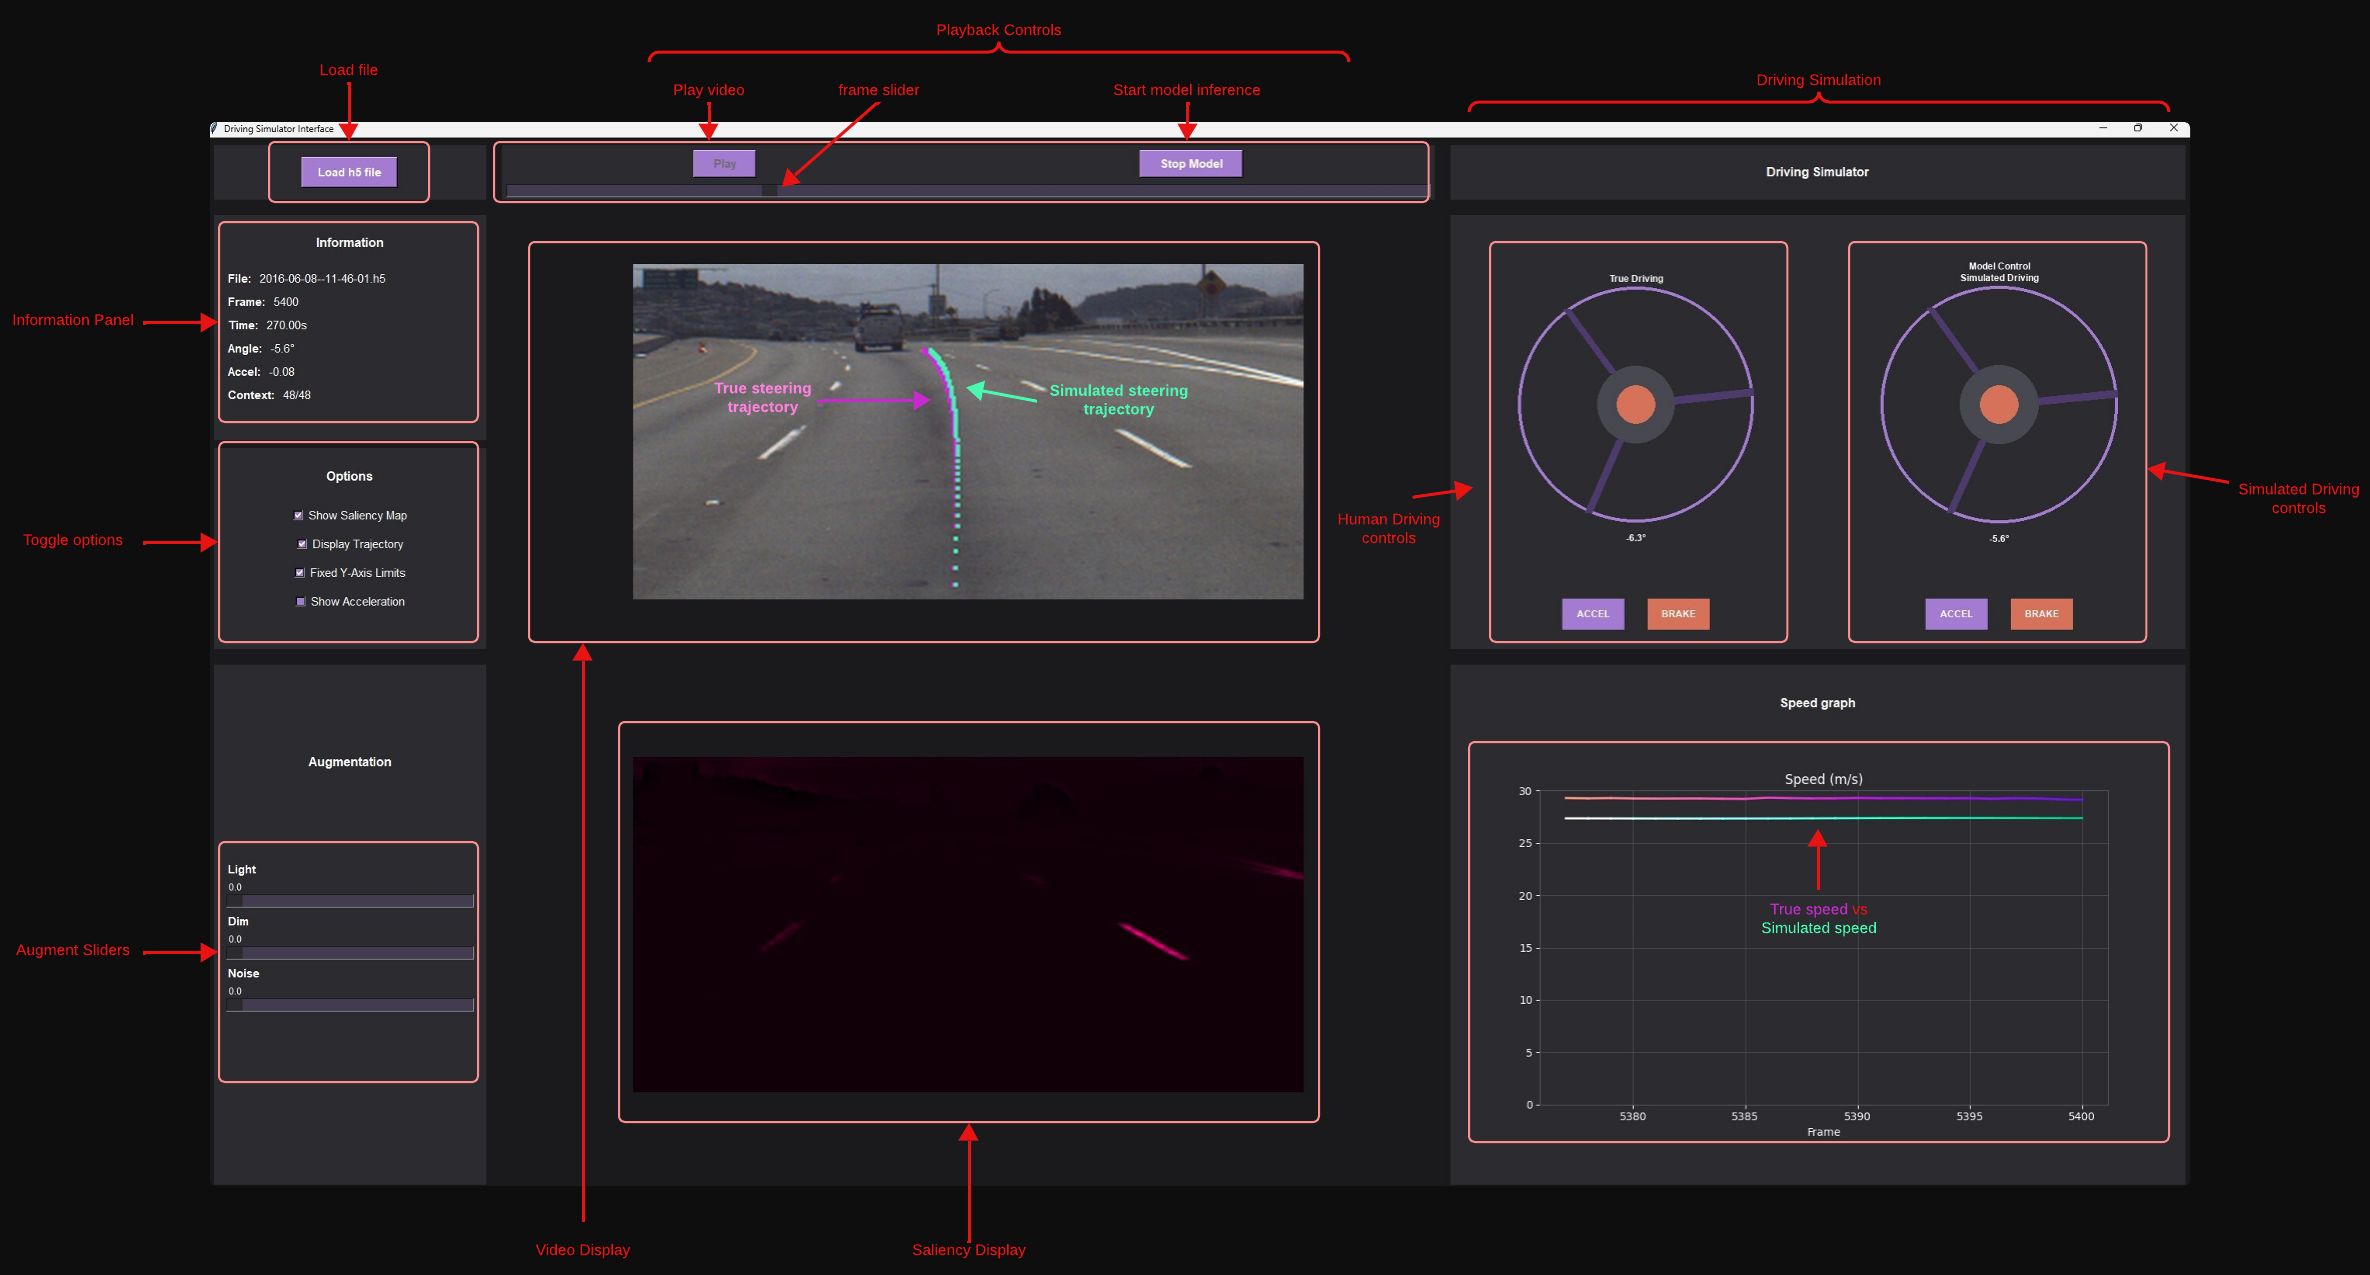 Playback Controls
Load file
Play video
frame slider
Start model inference
Driving Simulation
Driving Simulator Interface
Load h5 file
Play
Stop Model
Driving Simulator
Information
File: 2016-06-08--11-46-01.h5
Frame: 5400
Time: 270.00s
Angle: -5.6°
Accel: -0.08
Context: 48/48
Information Panel
Options
Show Saliency Map
Display Trajectory
Fixed Y-Axis Limits
Show Acceleration
Toggle options
Augmentation
Light
0.0
Dim
0.0
Noise
0.0
Augment Sliders
True steering
trajectory
Simulated steering
trajectory
Video Display
Saliency Display
True Driving
-6.3°
ACCEL
BRAKE
Human Driving
controls
Model Control
Simulated Driving
-5.6°
ACCEL
BRAKE
Simulated Driving
controls
Speed graph
Speed (m/s)
30
25
20
15
10
5
0
True speed vs
Simulated speed
5380
5385
5390
5395
5400
Frame